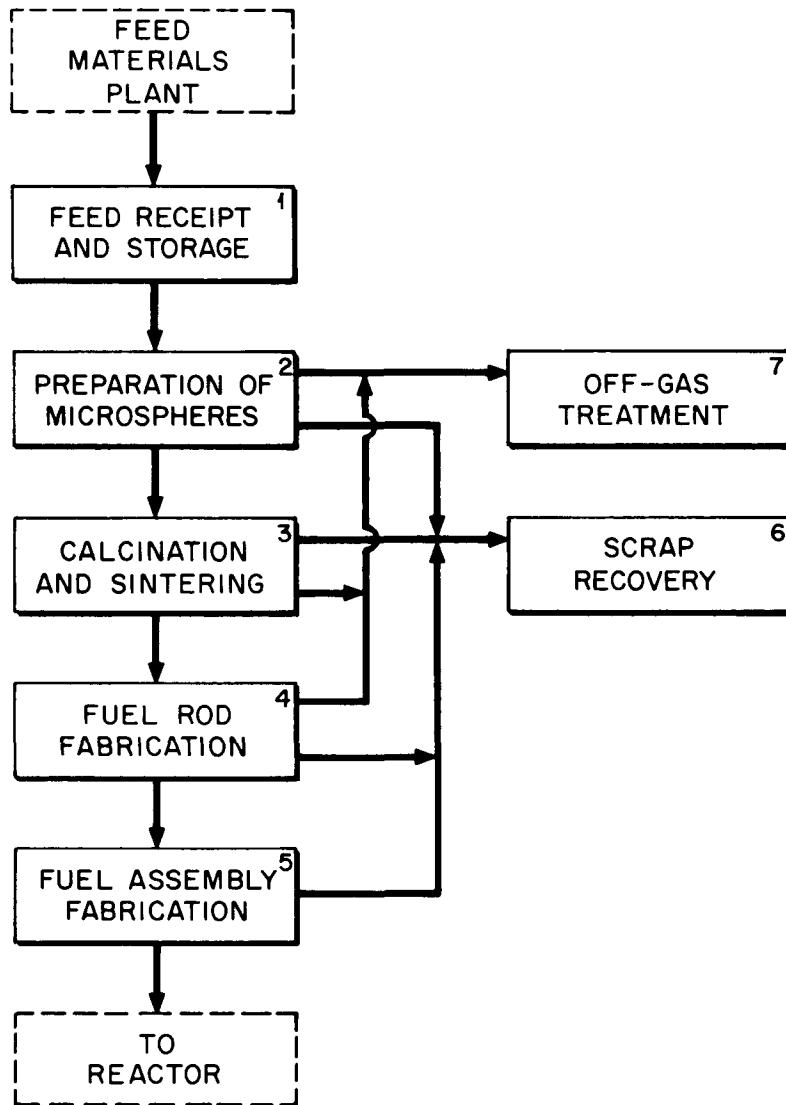 FEED
MATERIALS
PLANT
1
FEED RECEIPT
AND STORAGE
2
PREPARATION OF
MICROSPHERES
7
OFF-GAS
TREATMENT
3
CALCINATION
AND SINTERING
6
SCRAP
RECOVERY
4
FUEL ROD
FABRICATION
5
FUEL ASSEMBLY
FABRICATION
TO
REACTOR